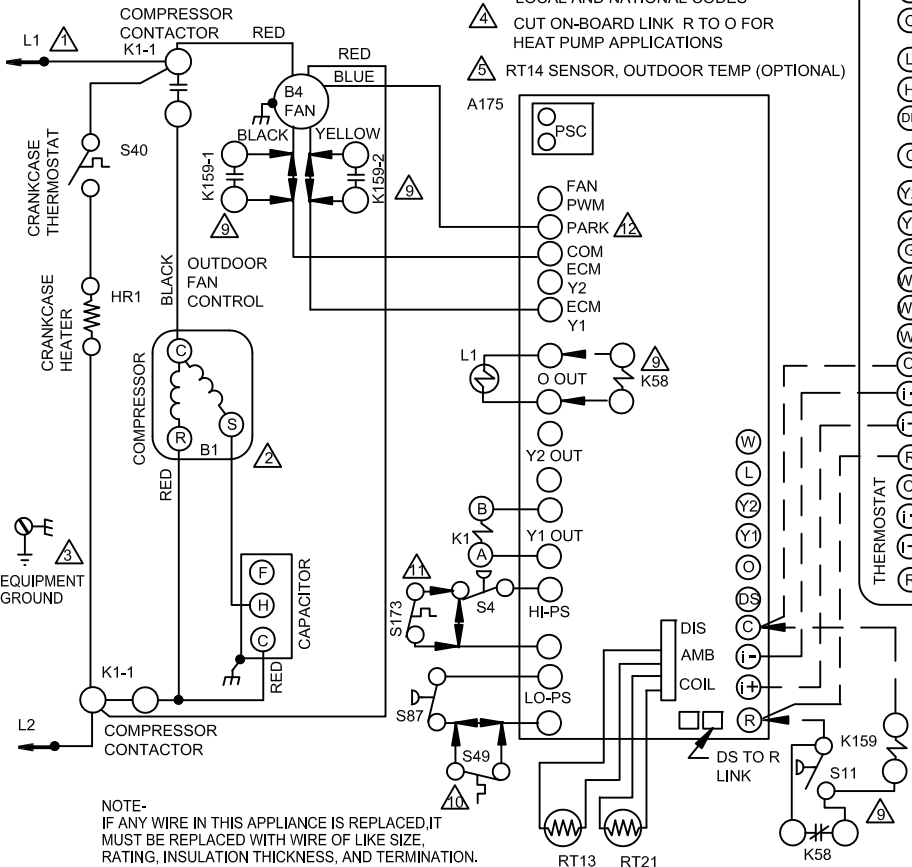 LOCAL AND NATIONAL CODES
4 CUT ON-BOARD LINK R TO O FOR
HEAT PUMP APPLICATIONS
5 RT14 SENSOR, OUTDOOR TEMP (OPTIONAL)
COMPRESSOR
CONTACTOR
K1-1
L1
1
RED
RED
BLUE
B4
FAN
BLACK
YELLOW
K159-1
K159-2
9
9
S40
CRANKCASE
THERMOSTAT
HR1
CRANKCASE
HEATER
BLACK
OUTDOOR
FAN
CONTROL
COMPRESSOR
C
S
R
B1
2
RED
3
EQUIPMENT
GROUND
F
H
C
CAPACITOR
RED
K1-1
L2
COMPRESSOR
CONTACTOR
A175
PSC
FAN
PWM
PARK
12
COM
ECM
Y2
ECM
Y1
L1
O OUT
9
K58
Y2 OUT
B
K1
A
Y1 OUT
11
S173
S4
HI-PS
LO-PS
S87
S49
10
W
L
Y2
Y1
O
DS
C
i-
i+
R
DIS
AMB
COIL
DS TO R
LINK
RT13
RT21
K159
S11
9
K58
THERMOSTAT
NOTE-
IF ANY WIRE IN THIS APPLIANCE IS REPLACED,IT
MUST BE REPLACED WITH WIRE OF LIKE SIZE,
RATING, INSULATION THICKNESS, AND TERMINATION.